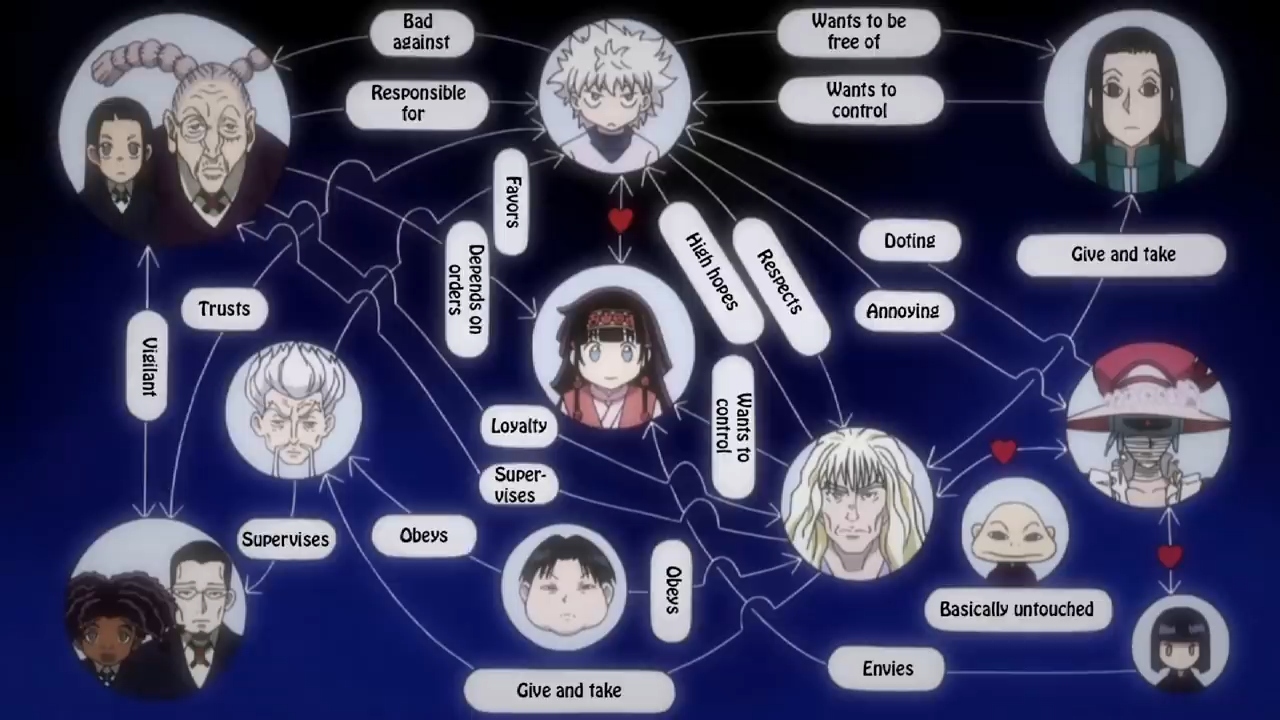 Bad
against
Wants to be
free of
Responsible
for
Wants to
control
Favors
Depends on
orders
High hopes
Respects
Doting
Give and take
Annoying
Trusts
Vigilant
Wants to
control
Loyalty
Super-
vises
Supervises
Obeys
Obeys
Basically untouched
Envies
Give and take